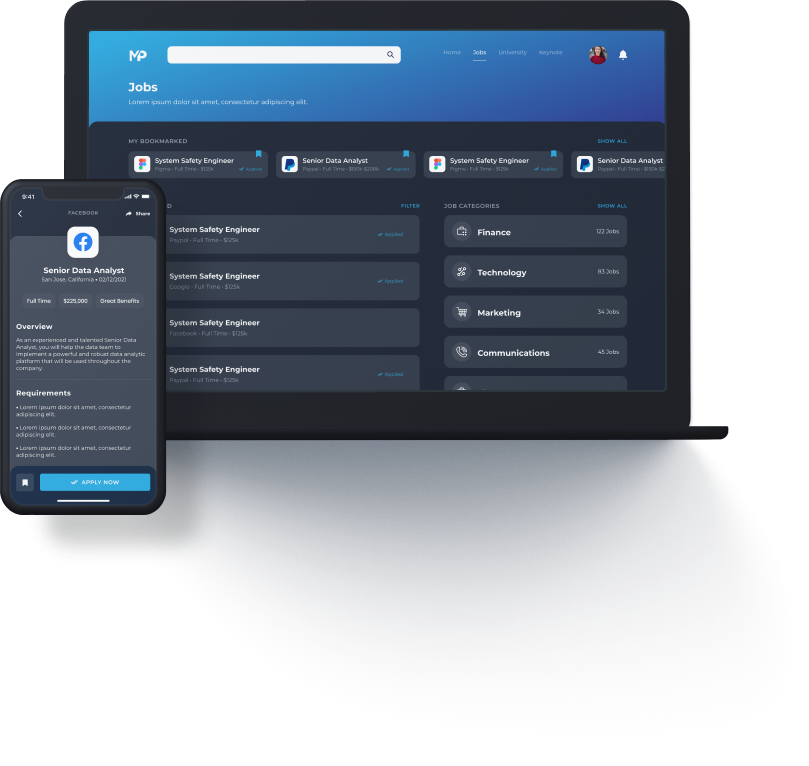 MP
Home Jobs University Keynote
Jobs
Lorem ipsum dolor sit amet, consectetur adipiscing elit.
MY BOOKMARKED SHOW ALL
System Safety Engineer
Figma • Full Time • $125k Applied
Senior Data Analyst
Paypal • Full Time • $150k $200k Applied
System Safety Engineer
Figma • Full Time • $125k Applied
Senior Data Analyst
Paypal • Full Time • $150k $2
D FILTER
System Safety Engineer
Paypal • Full Time • $125k
Applied
System Safety Engineer
Google • Full Time • $125k
Applied
System Safety Engineer
Facebook • Full Time • $125k
System Safety Engineer
Paypal • Full Time • $125k
Applied
JOB CATEGORIES SHOW ALL
Finance 122 Jobs
Technology 83 Jobs
Marketing 34 Jobs
Communications 45 Jobs
9:41
FACEBOOK Share
Senior Data Analyst
San Jose, California • 02/12/2021
Full Time $225,000 Great Benefits
Overview
As an experienced and talented Senior Data
Analyst, you will help the data team to
implement a powerful and robust data analytic
platform that will be used throughout the
company.
Requirements
• Lorem ipsum dolor sit amet, consectetur
adipiscing elit.
• Lorem ipsum dolor sit amet, consectetur
adipiscing elit.
• Lorem ipsum dolor sit amet, consectetur
adipiscing elit.
APPLY NOW